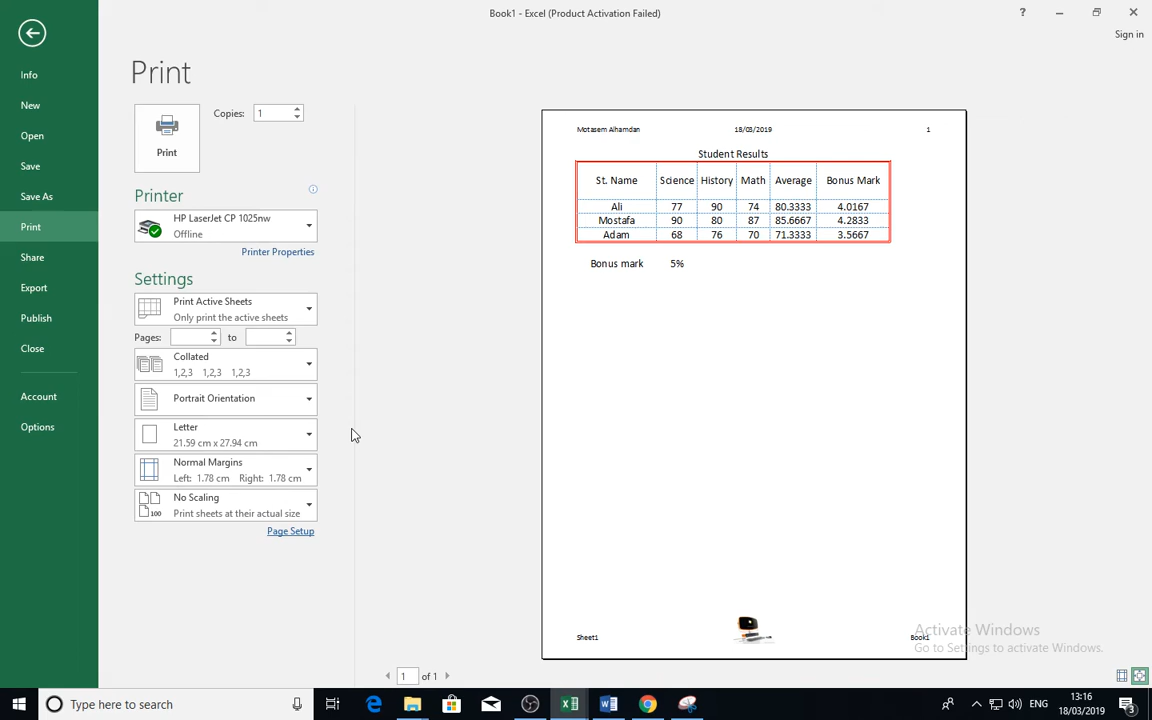 Book1 - Excel (Product Activation Failed)
?
Sign in
Info
New
Open
Save
Save As
Print
Share
Export
Publish
Close
Account
Options
Print
Print
Copies: 1
Printer
HP LaserJet CP 1025nw
Offline
Printer Properties
Settings
Print Active Sheets
Only print the active sheets
Pages: to
Collated
1,2,3 1,2,3 1,2,3
Portrait Orientation
Letter
21.59 cm x 27.94 cm
Normal Margins
Left: 1.78 cm Right: 1.78 cm
No Scaling
Print sheets at their actual size
100
Page Setup
Motasem Alhamdan 18/03/2019 1
Student Results
St. Name Science History Math Average Bonus Mark
Ali 77 90 74 80.3333 4.0167
Mostafa 90 80 87 85.6667 4.2833
Adam 68 76 70 71.3333 3.5667
Bonus mark 5%
Sheet1 Book1
Activate Windows
Go to Settings to activate Windows.
1 of 1
Type here to search
ENG
13:16
18/03/2019
3